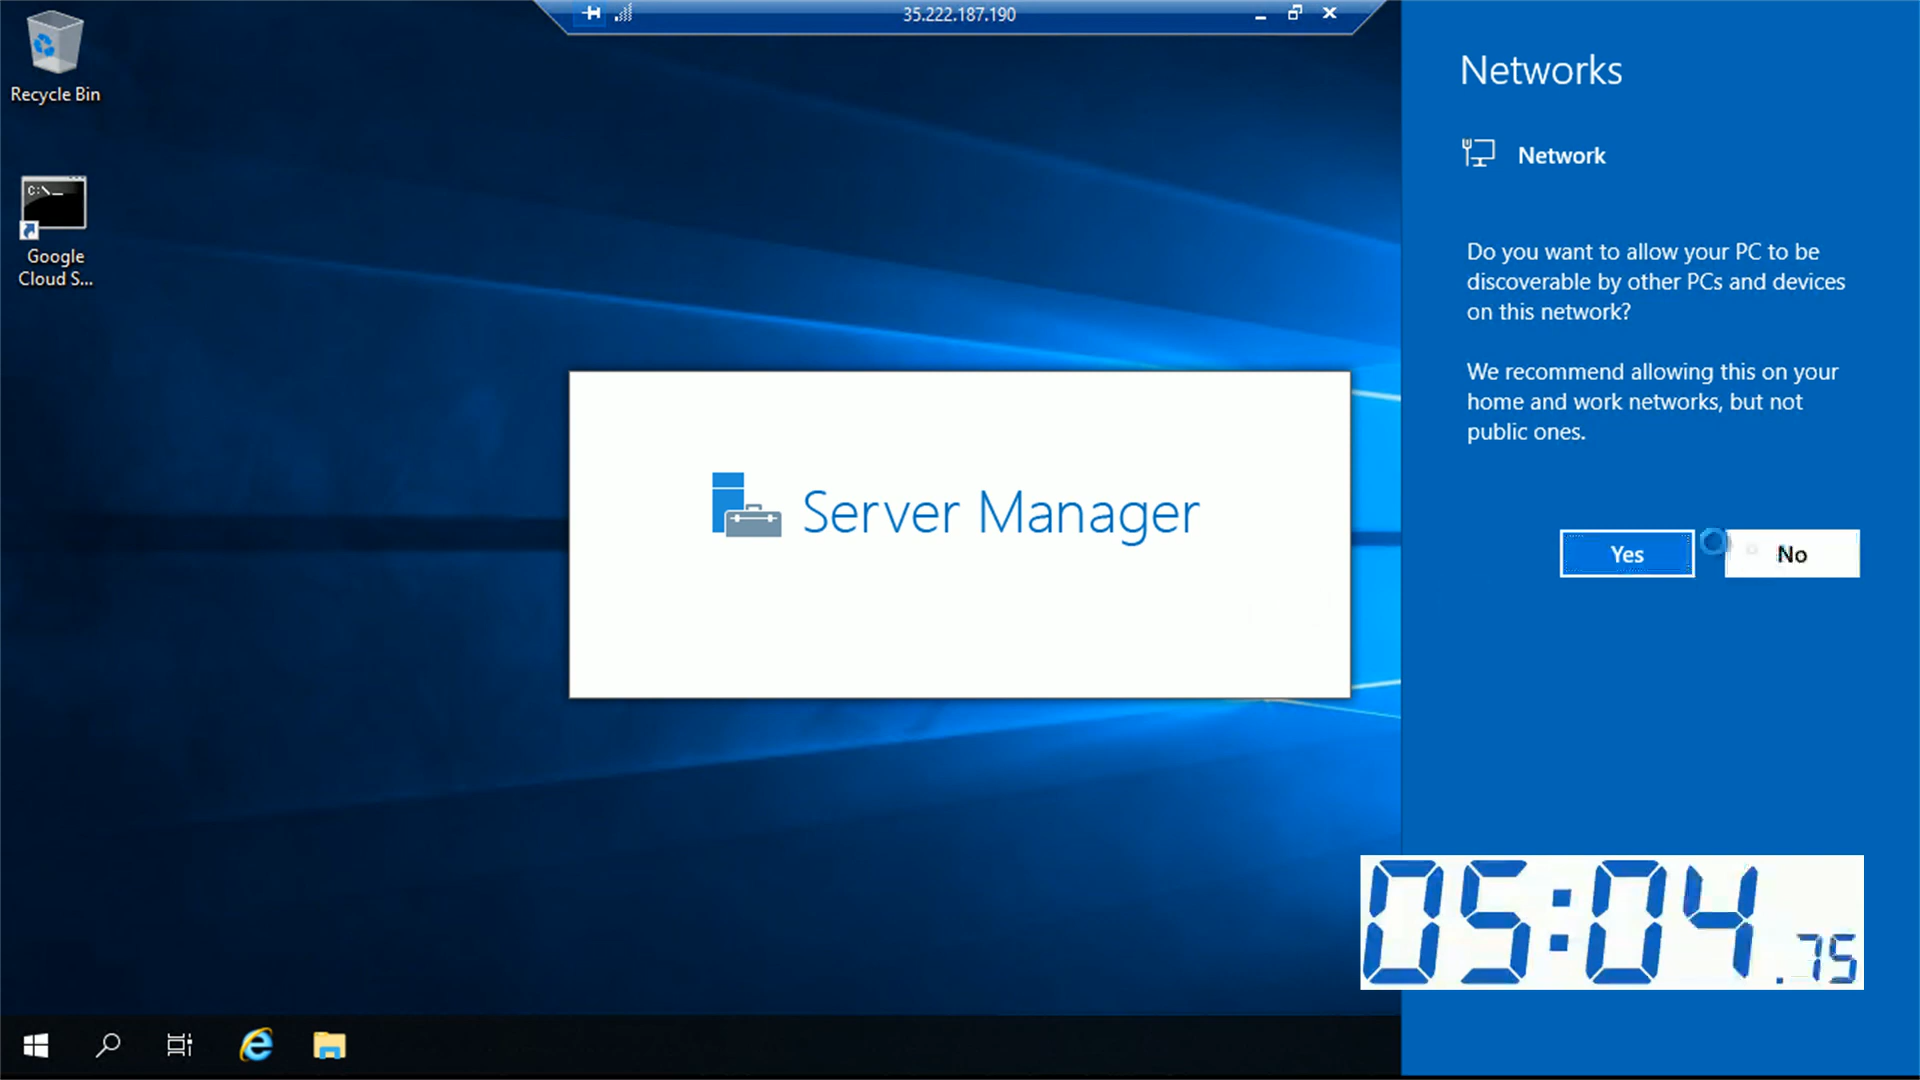 35.222.187.190
Recycle Bin
C:\_
Google
Cloud S...
Server Manager
Networks
Network
Do you want to allow your PC to be
discoverable by other PCs and devices
on this network?
We recommend allowing this on your
home and work networks, but not
public ones.
Yes
No
05:04.75